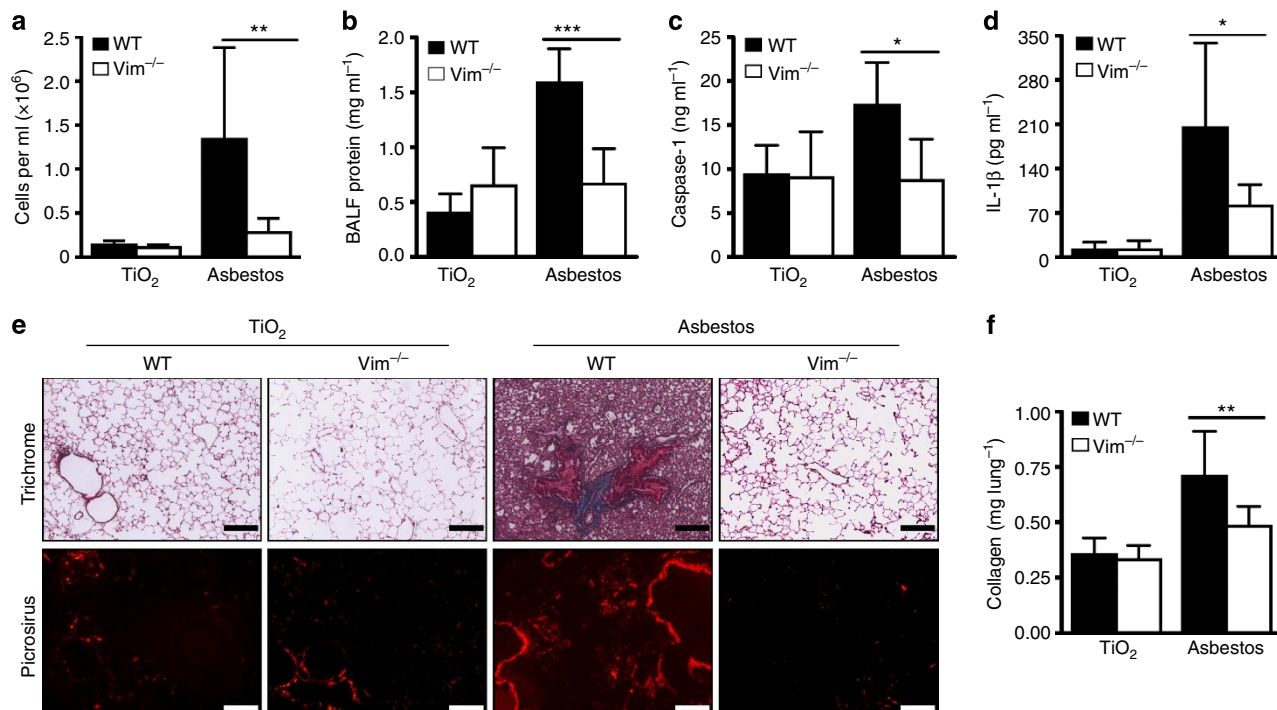 a
**
WT
Vim⁻/⁻
Cells per ml (×10⁶)
2.5
2.0
1.5
1.0
0.5
0
TiO₂ Asbestos
b
***
WT
Vim⁻/⁻
BALF protein (mg ml⁻¹)
2.0
1.5
1.0
0.5
0.0
TiO₂ Asbestos
c
*
WT
Vim⁻/⁻
Caspase-1 (ng ml⁻¹)
25
20
15
10
5
0
TiO₂ Asbestos
d
*
WT
Vim⁻/⁻
IL-1β (pg ml⁻¹)
350
280
210
140
70
0
TiO₂ Asbestos
e
TiO₂ Asbestos
WT Vim⁻/⁻ WT Vim⁻/⁻
Trichrome
Picrosirus
f
**
WT
Vim⁻/⁻
Collagen (mg lung⁻¹)
1.00
0.75
0.50
0.25
0.00
TiO₂ Asbestos